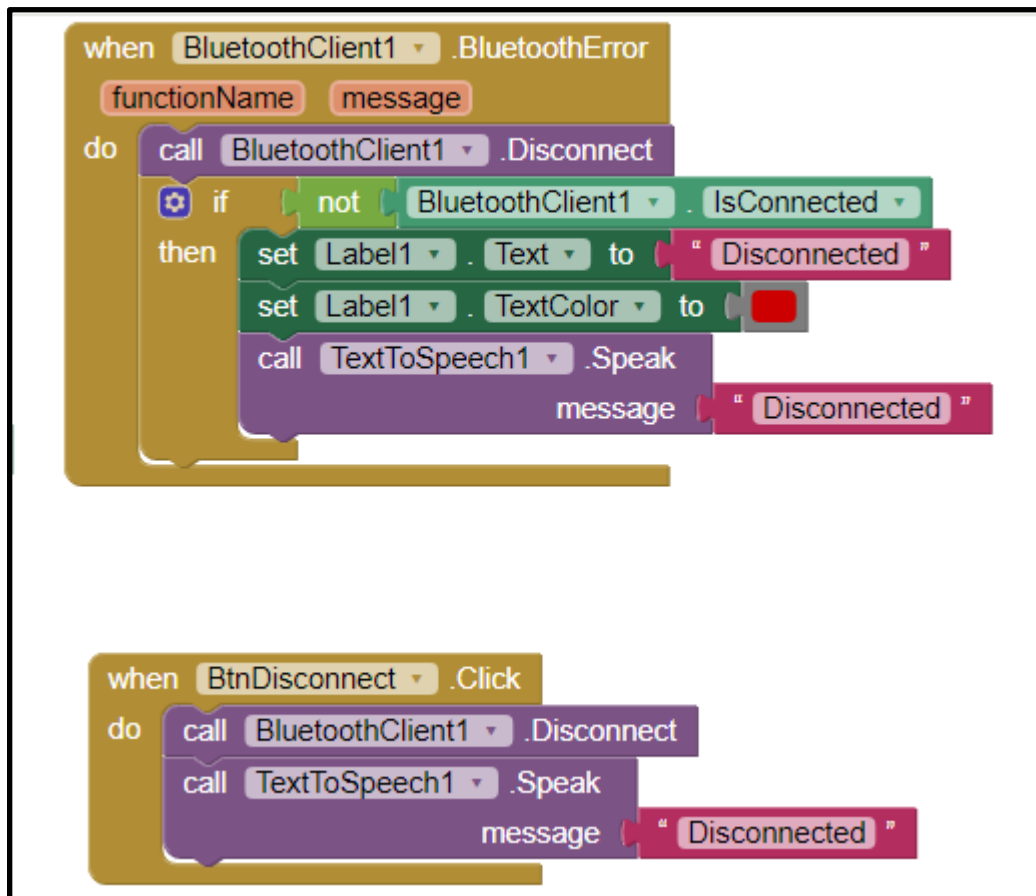 when BluetoothClient1 .BluetoothError
functionName message
do call BluetoothClient1 .Disconnect
if not BluetoothClient1 . IsConnected
then set Label1 . Text to " Disconnected "
set Label1 . TextColor to
call TextToSpeech1 .Speak
message " Disconnected "
when BtnDisconnect .Click
do call BluetoothClient1 .Disconnect
call TextToSpeech1 .Speak
message " Disconnected "